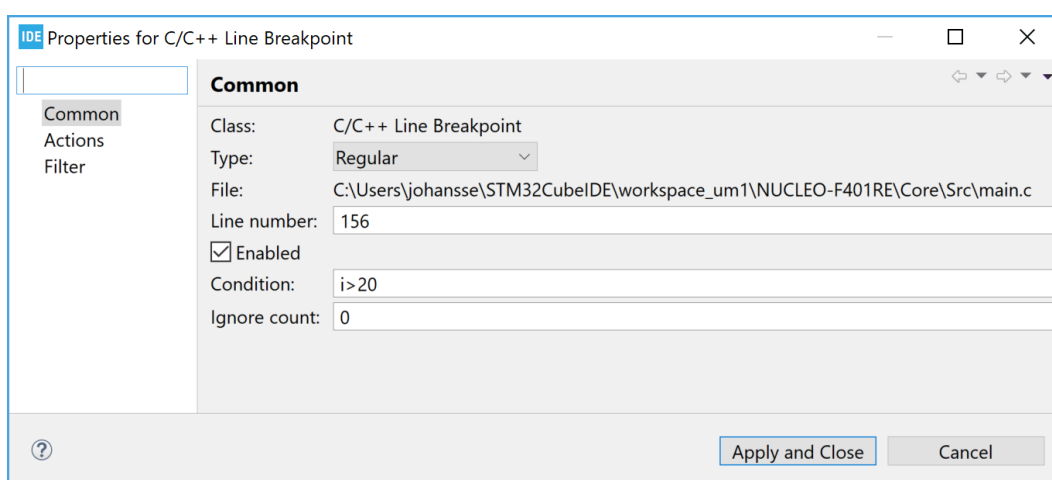 IDE Properties for C/C++ Line Breakpoint
Common
Actions
Filter
Common
Class: C/C++ Line Breakpoint
Type: Regular
File: C:\Users\johansse\STM32CubeIDE\workspace_um1\NUCLEO-F401RE\Core\Src\main.c
Line number: 156
Enabled
Condition: i>20
Ignore count: 0
?
Apply and Close Cancel